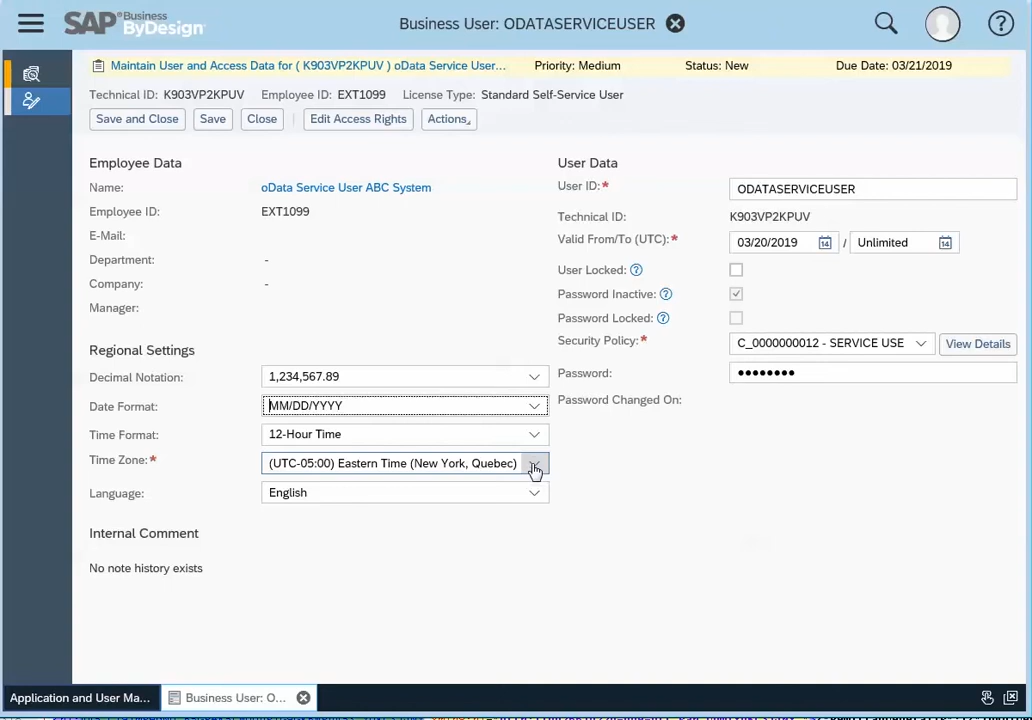 SAP Business ByDesign
Business User: ODATASERVICEUSER
Maintain User and Access Data for ( K903VP2KPUV ) oData Service User... Priority: Medium Status: New Due Date: 03/21/2019
Technical ID: K903VP2KPUV Employee ID: EXT1099 License Type: Standard Self-Service User
Save and Close Save Close Edit Access Rights Actions
Employee Data
Name: oData Service User ABC System
Employee ID: EXT1099
E-Mail:
Department: -
Company: -
Manager:
Regional Settings
Decimal Notation: 1,234,567.89
Date Format: MM/DD/YYYY
Time Format: 12-Hour Time
Time Zone:* (UTC-05:00) Eastern Time (New York, Quebec)
Language: English
Internal Comment
No note history exists
User Data
User ID:* ODATASERVICEUSER
Technical ID: K903VP2KPUV
Valid From/To (UTC):* 03/20/2019 14 / Unlimited 14
User Locked: ?
Password Inactive: ?
Password Locked: ?
Security Policy:* C_0000000012 - SERVICE USE View Details
Password: ••••••••
Password Changed On:
Application and User Ma... Business User: O...